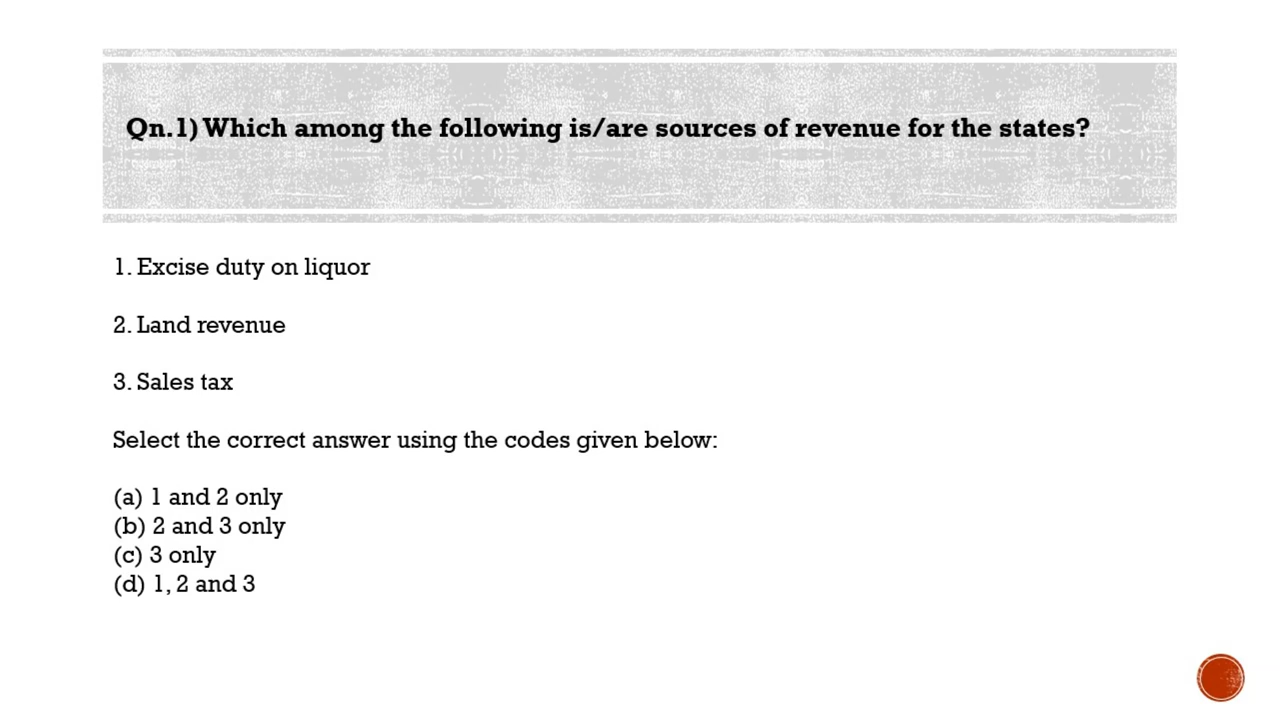 Qn.1) Which among the following is/are sources of revenue for the states?
1. Excise duty on liquor
2. Land revenue
3. Sales tax
Select the correct answer using the codes given below:
(a) 1 and 2 only
(b) 2 and 3 only
(c) 3 only
(d) 1, 2 and 3